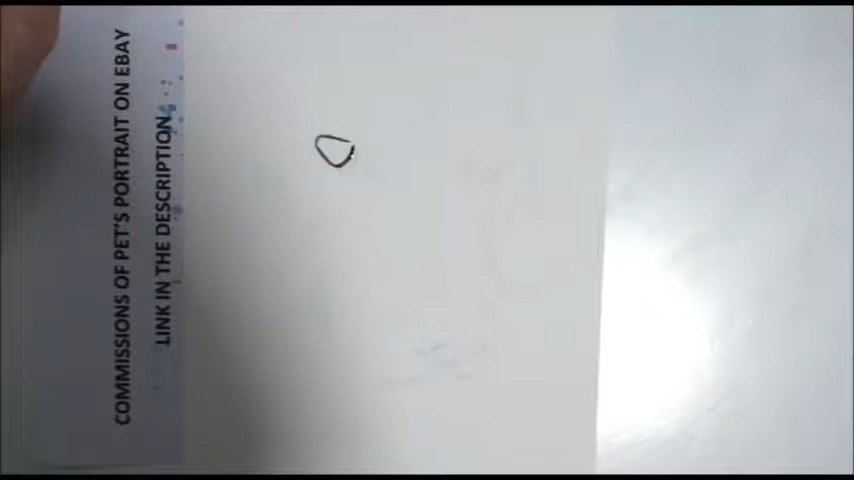 COMMISSIONS OF PET'S PORTRAIT ON EBAY
LINK IN THE DESCRIPTION